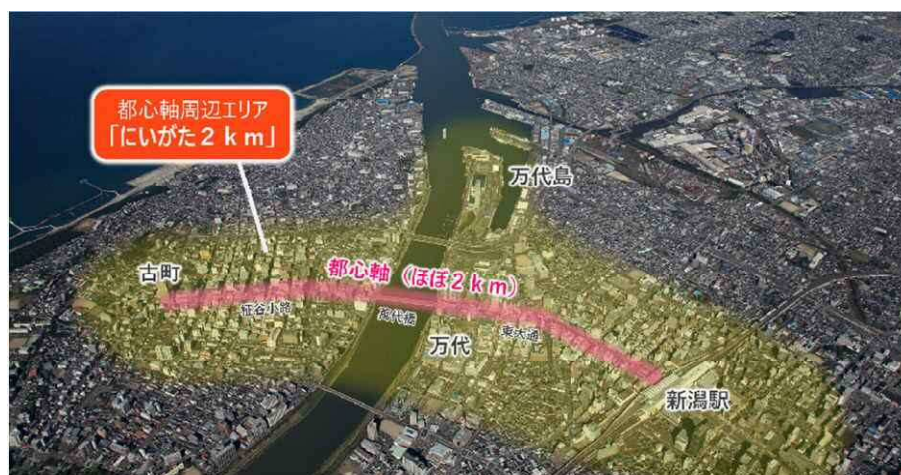 都心軸周辺エリア
「にいがた２ｋｍ」
万代島
古町
都心軸（ほぼ２ｋｍ）
柾谷小路
萬代橋
東大通
万代
新潟駅